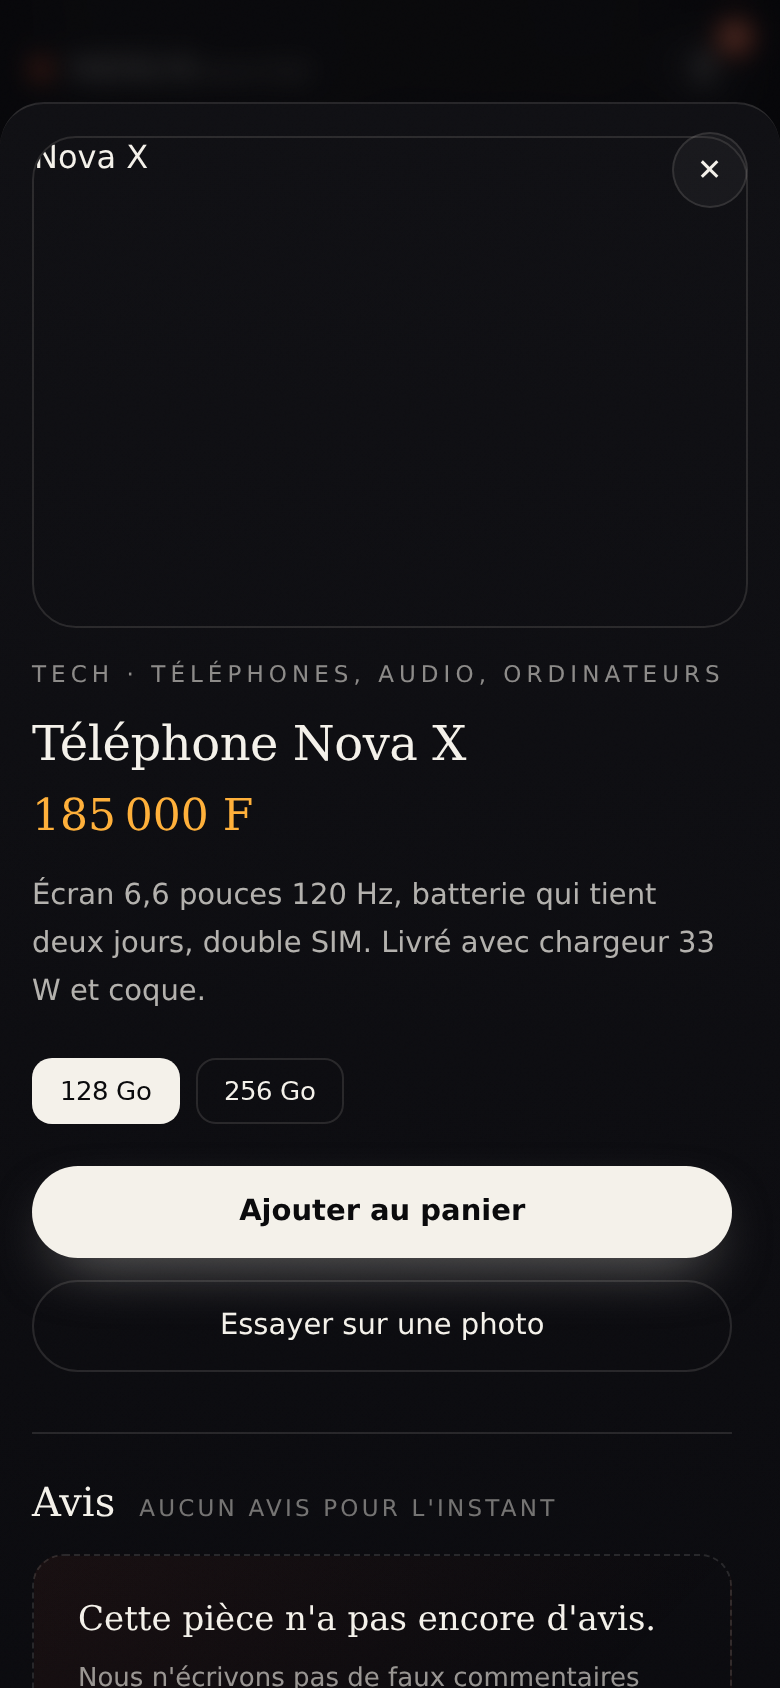 Nova X
✕
TECH · TÉLÉPHONES, AUDIO, ORDINATEURS
Téléphone Nova X
185 000 F
Écran 6,6 pouces 120 Hz, batterie qui tient
deux jours, double SIM. Livré avec chargeur 33
W et coque.
128 Go
256 Go
Ajouter au panier
Essayer sur une photo
Avis
AUCUN AVIS POUR L'INSTANT
Cette pièce n'a pas encore d'avis.
Nous n'écrivons pas de faux commentaires